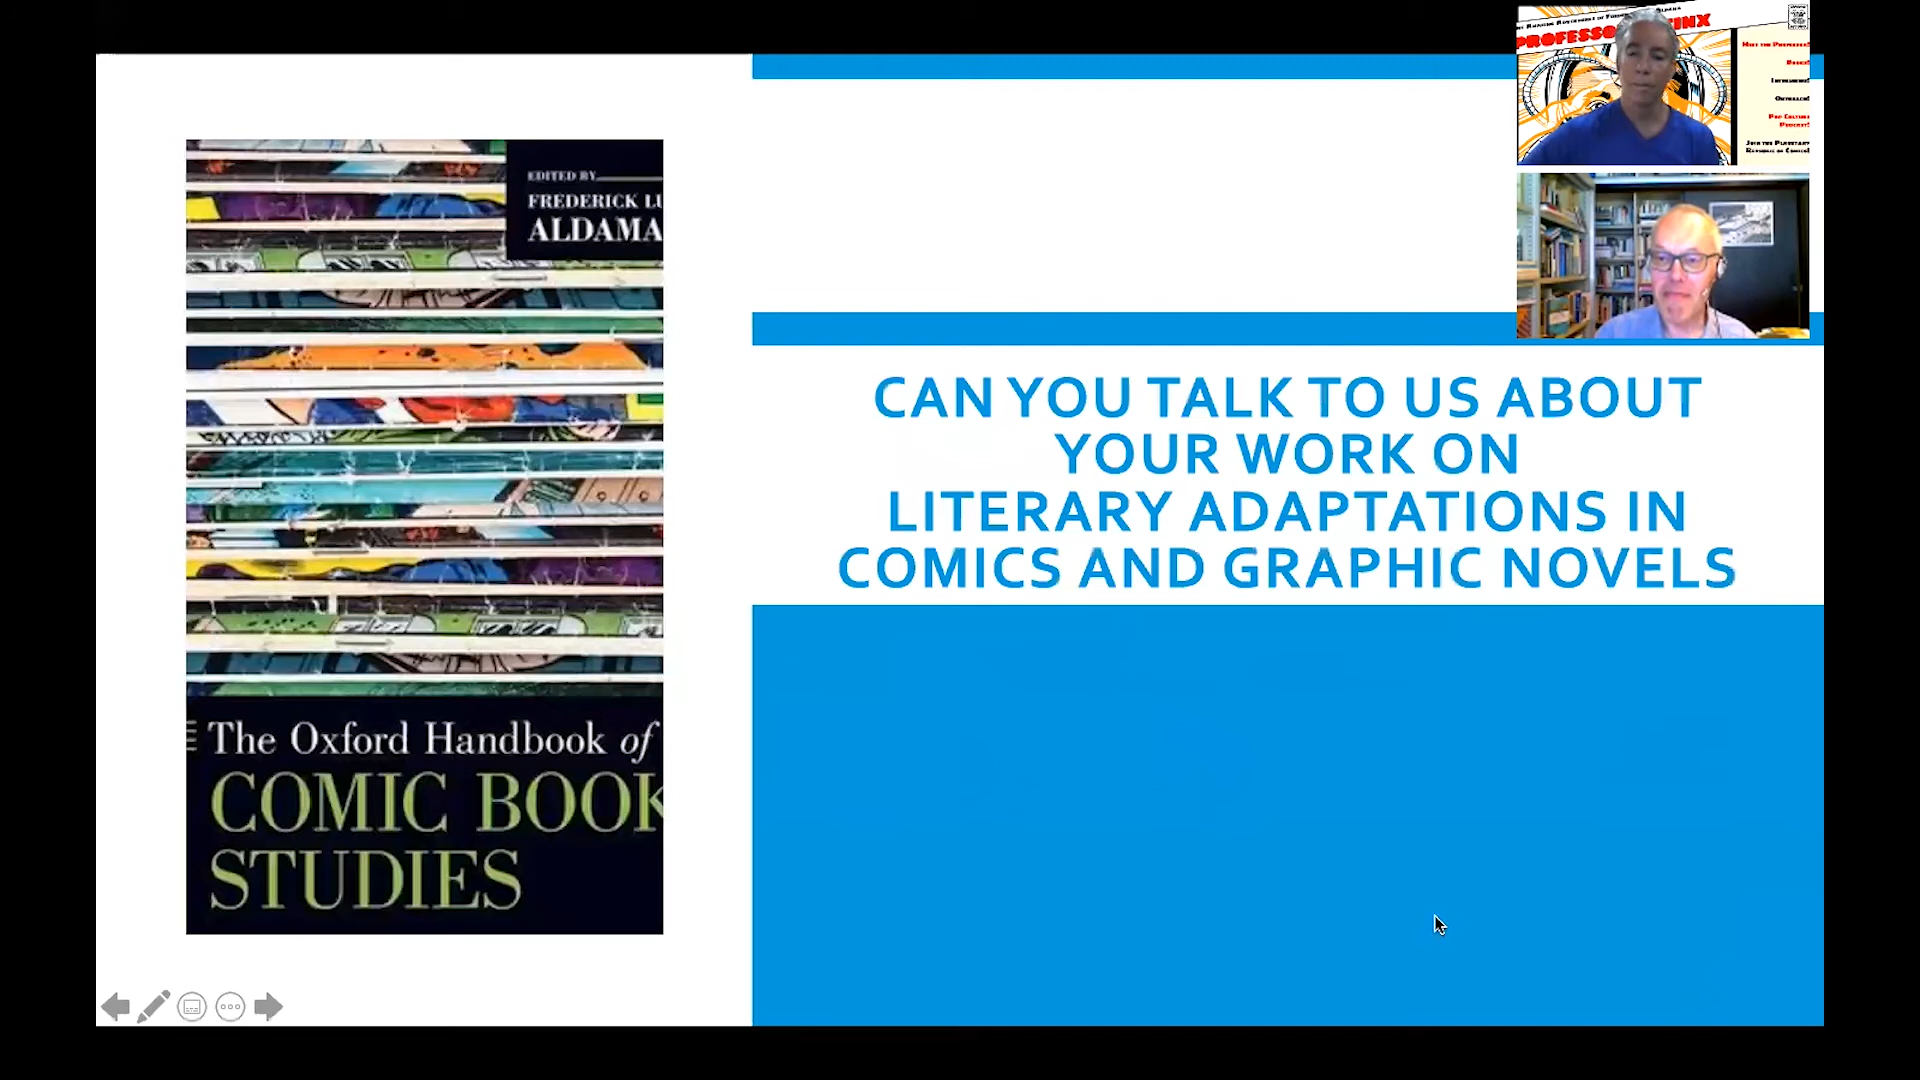 EDITED BY
FREDERICK LU
ALDAMA
The Oxford Handbook of
COMIC BOOK
STUDIES
CAN YOU TALK TO US ABOUT
YOUR WORK ON
LITERARY ADAPTATIONS IN
COMICS AND GRAPHIC NOVELS